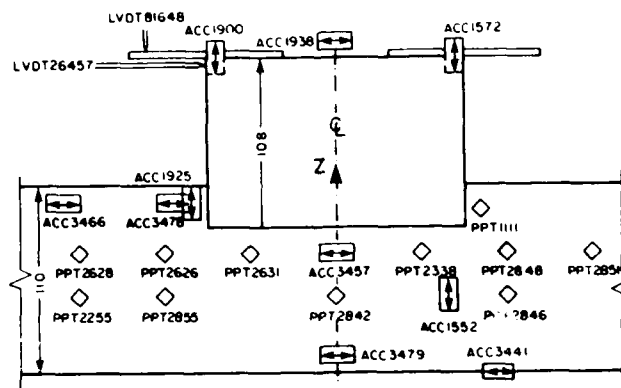 LVDT81648
ACC1900
ACC1938
ACC1572
LVDT26457
108
℄
Z
ACC1925
ACC3466
ACC3478
PPT1111
PPT2628
PPT2626
PPT2631
ACC3457
PPT2338
PPT2848
110
PPT2255
PPT2855
PPT2842
ACC1552
ACC3479
ACC3441